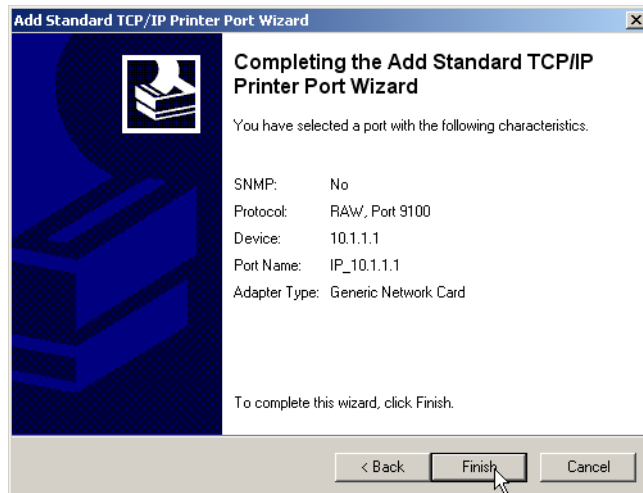 Add Standard TCP/IP Printer Port Wizard
Completing the Add Standard TCP/IP
Printer Port Wizard
You have selected a port with the following characteristics.
SNMP: No
Protocol: RAW, Port 9100
Device: 10.1.1.1
Port Name: IP_10.1.1.1
Adapter Type: Generic Network Card
To complete this wizard, click Finish.
< Back Finish Cancel